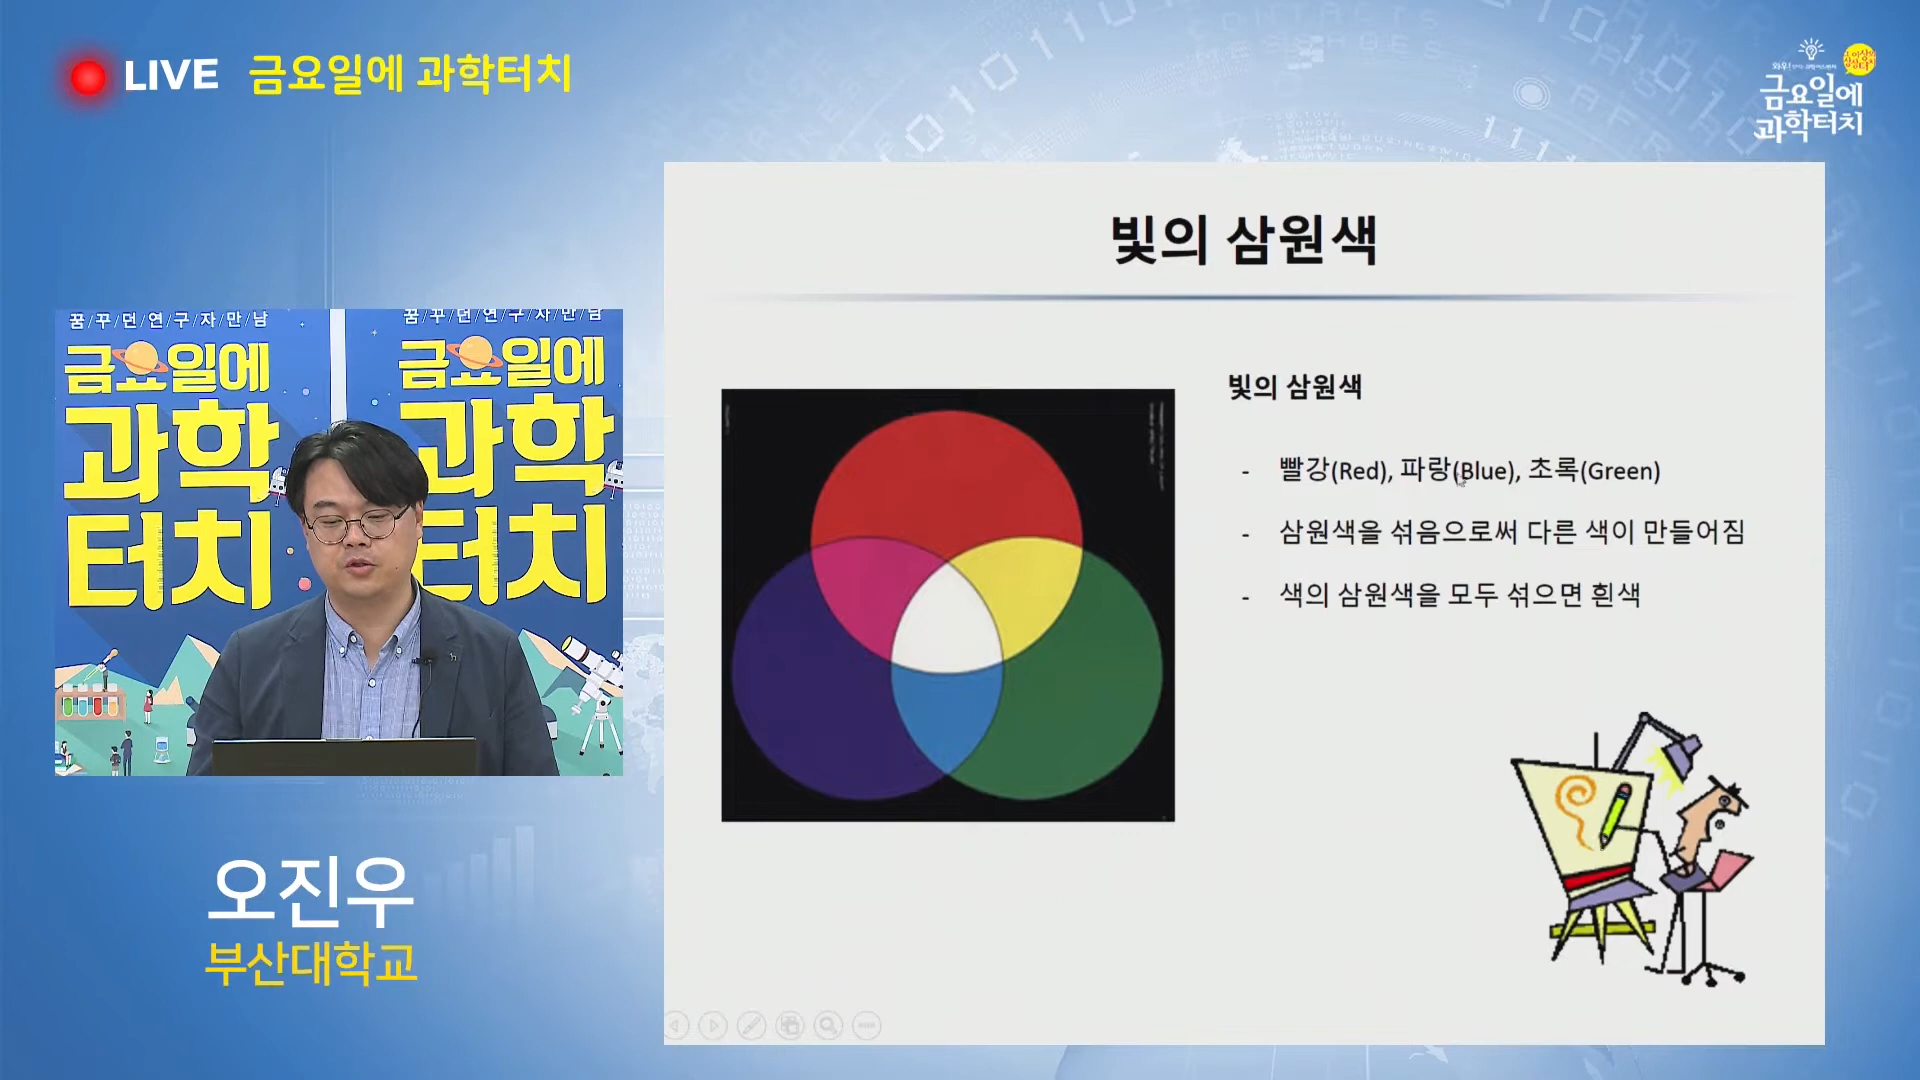 LIVE 금요일에 과학터치
금요일에
과학터치
빛의 삼원색
꿈/꾸/던/연/구/자/만/남
금요일에
과학
터치
꿈/꾸/던/연/구/자/만/남
금요일에
과학
터치
빛의 삼원색
- 빨강(Red), 파랑(Blue), 초록(Green)
- 삼원색을 섞음으로써 다른 색이 만들어짐
- 색의 삼원색을 모두 섞으면 흰색
오진우
부산대학교